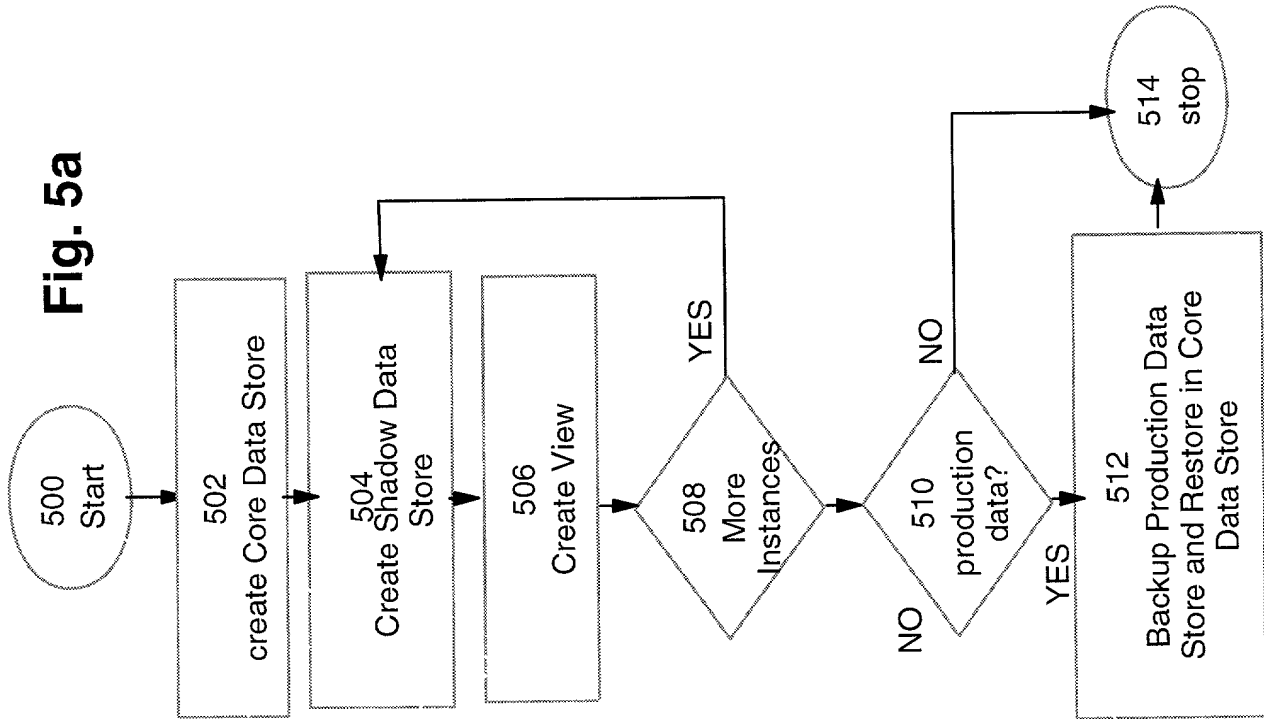 Fig. 5a
500
Start
502
create Core Data Store
504
Create Shadow Data
Store
506
Create View
508
More
Instances
YES
NO
510
production
data?
NO
YES
512
Backup Production Data
Store and Restore in Core
Data Store
514
stop